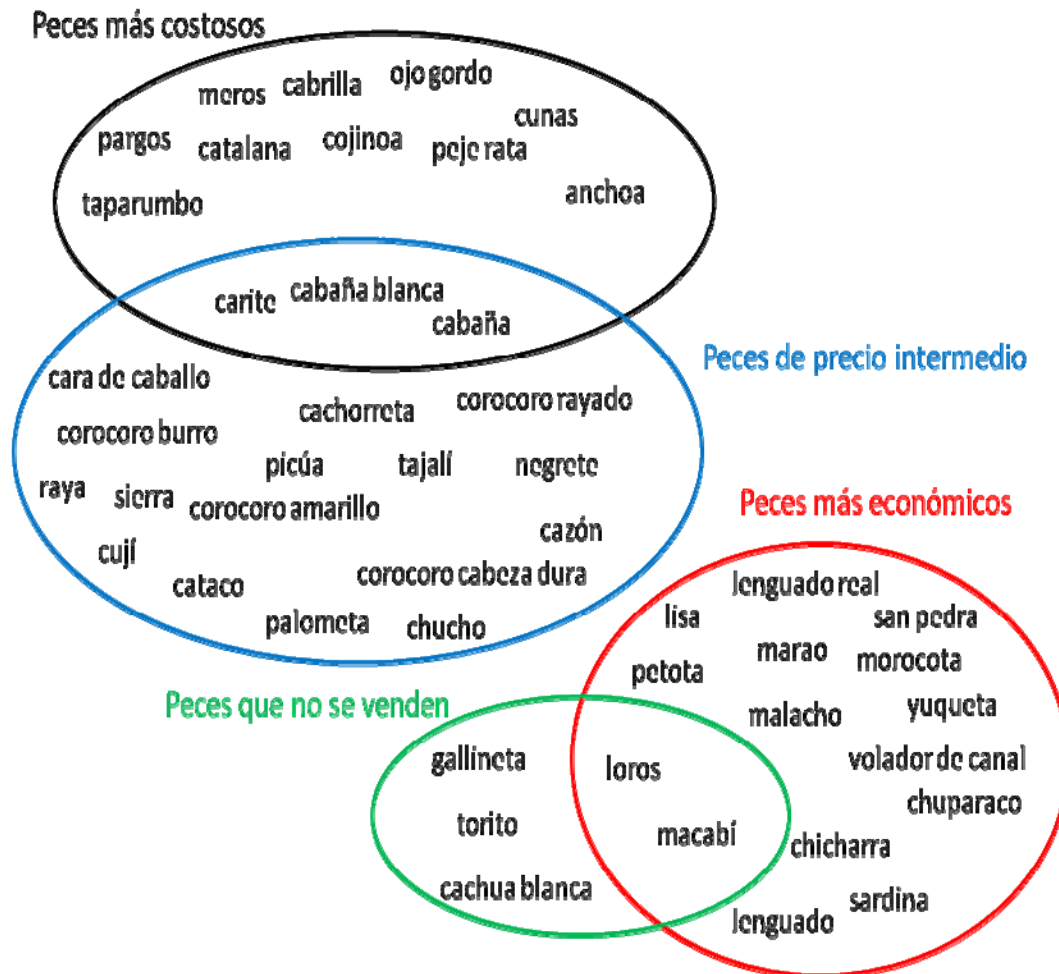 Peces más costosos
meros cabrilla ojo gordo
cunas
pargos catalana cojinoa peje rata
anchoa
taparumbo
carite cabaña blanca
cabaña
Peces de precio intermedio
cara de caballo
cachorreta corocoro rayado
corocoro burro
picúa tajalí negrete
raya sierra corocoro amarillo
cazón
cují
cataco corocoro cabeza dura
palometa chucho
Peces más económicos
lenguado real
lisa san pedra
petota marao morocota
malacho yuqueta
volador de canal
chuparaco
chicharra
sardina
lenguado
Peces que no se venden
gallineta loros
torito macabí
cachua blanca